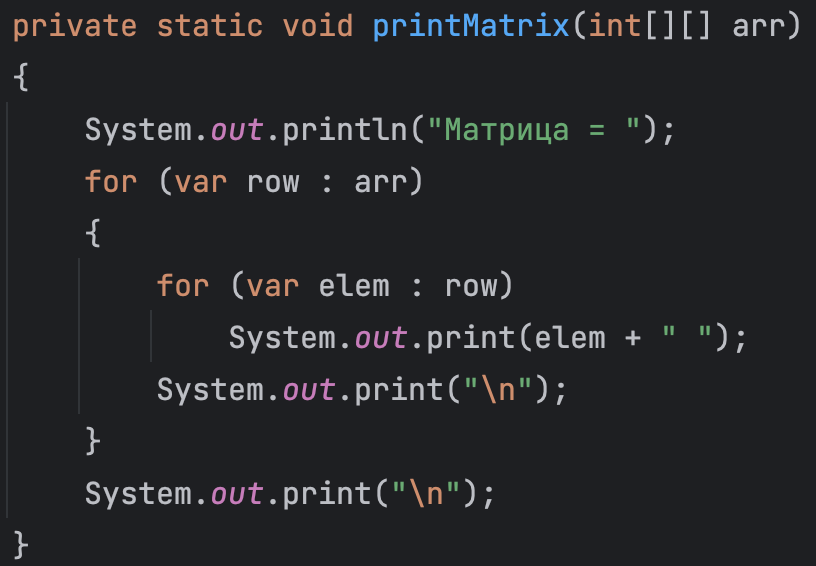 private static void printMatrix(int[][] arr)
{
    System.out.println("Матрица = ");
    for (var row : arr)
    {
        for (var elem : row)
            System.out.print(elem + " ");
        System.out.print("\n");
    }
    System.out.print("\n");
}